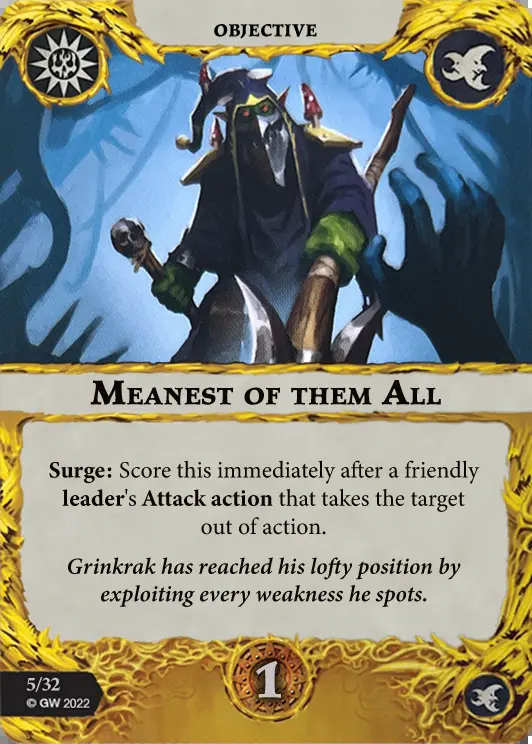 OBJECTIVE
MEANEST OF THEM ALL
Surge: Score this immediately after a friendly
leader's Attack action that takes the target
out of action.
Grinkrak has reached his lofty position by
exploiting every weakness he spots.
1
5/32
© GW 2022